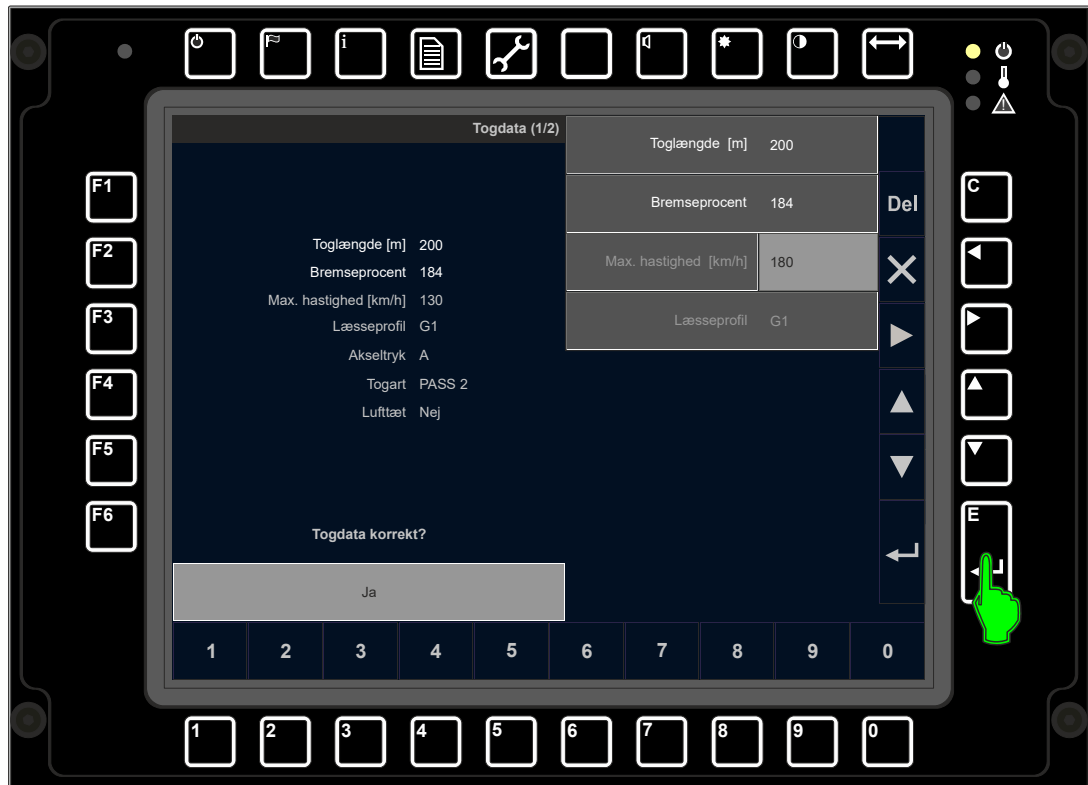 i
Togdata (1/2)
Toglængde [m] 200
Bremseprocent 184
Max. hastighed [km/h] 180
Læsseprofil G1
Del
Toglængde [m] 200
Bremseprocent 184
Max. hastighed [km/h] 130
Læsseprofil G1
Akseltryk A
Togart PASS 2
Lufttæt Nej
Togdata korrekt?
Ja
1 2 3 4 5 6 7 8 9 0
F1
F2
F3
F4
F5
F6
C
E
1 2 3 4 5 6 7 8 9 0